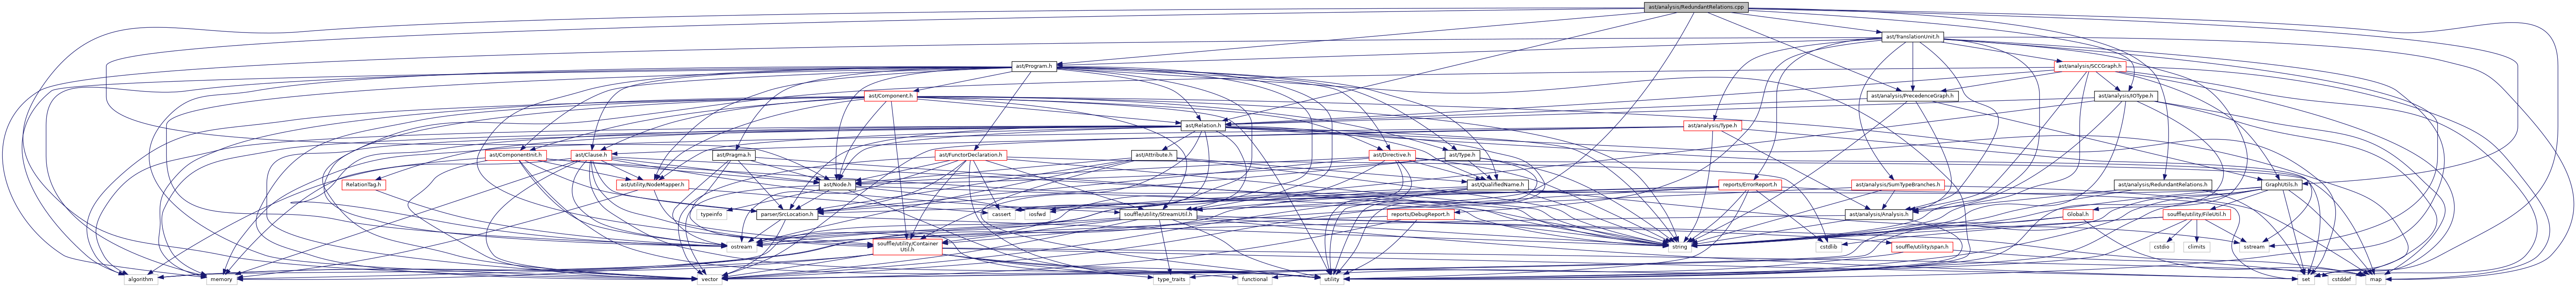 ast/analysis/RedundantRelations.cpp
ast/TranslationUnit.h
ast/Program.h
ast/analysis/SCCGraph.h
ast/Component.h
ast/analysis/PrecedenceGraph.h
ast/analysis/IOType.h
ast/Relation.h
ast/analysis/Type.h
ast/ComponentInit.h
ast/Clause.h
ast/Pragma.h
ast/FunctorDeclaration.h
ast/Attribute.h
ast/Directive.h
ast/Type.h
RelationTag.h
ast/utility/NodeMapper.h
ast/Node.h
ast/QualifiedName.h
reports/ErrorReport.h
ast/analysis/SumTypeBranches.h
ast/analysis/RedundantRelations.h
GraphUtils.h
typeinfo
parser/SrcLocation.h
cassert
iosfwd
souffle/utility/StreamUtil.h
reports/DebugReport.h
ast/analysis/Analysis.h
Global.h
souffle/utility/FileUtil.h
ostream
souffle/utility/Container
Util.h
string
cstdlib
souffle/utility/span.h
cstdio
climits
sstream
algorithm
memory
vector
type_traits
functional
utility
set
cstddef
map